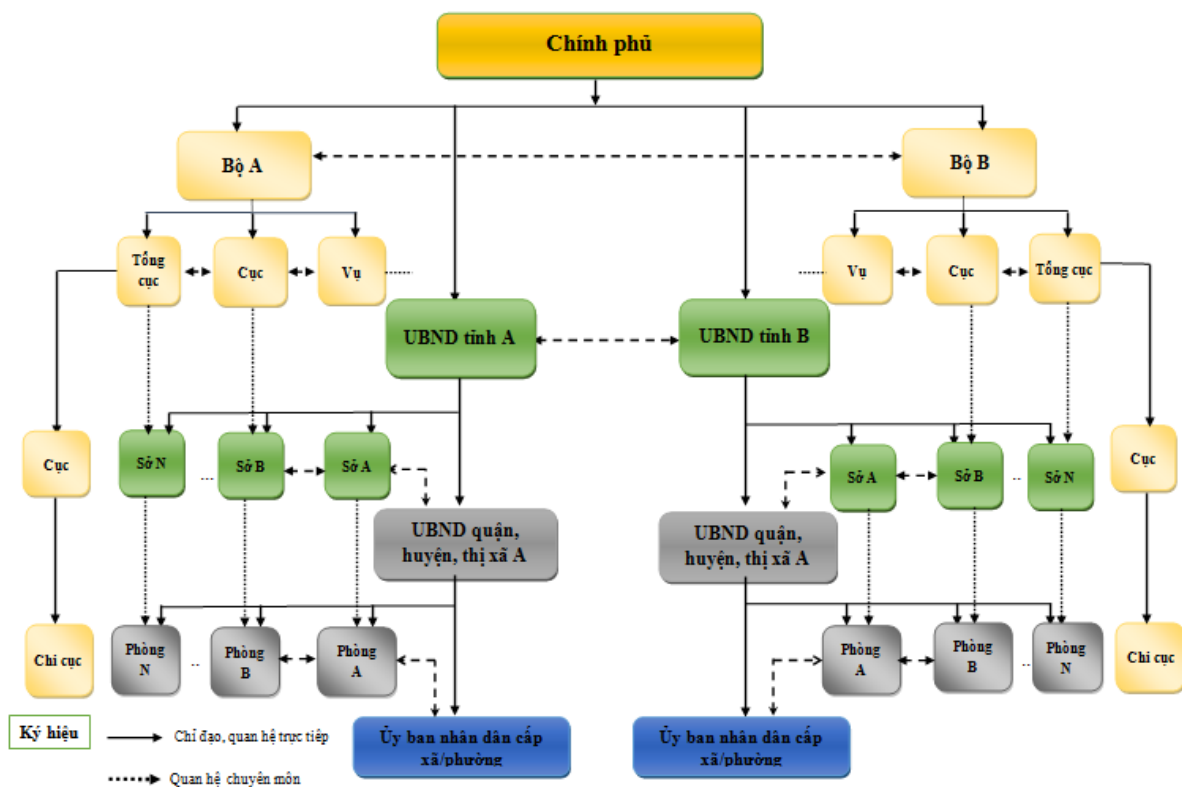 Chính phủ
Bộ A
Bộ B
Tổng
cục
Cục
Vụ
Vụ
Cục
Tổng cục
UBND tỉnh A
UBND tỉnh B
Cục
Sở N
...
Sở B
Sở A
Sở A
Sở B
..
Sở N
Cục
UBND quận,
huyện, thị xã A
UBND quận,
huyện, thị xã A
Chi cục
Phòng
N
..
Phòng
B
Phòng
A
Phòng
A
Phòng
B
..
Phòng
N
Chi cục
Ký hiệu
Chỉ đạo, quan hệ trực tiếp
Quan hệ chuyên môn
Ủy ban nhân dân cấp
xã/phường
Ủy ban nhân dân cấp
xã/phường